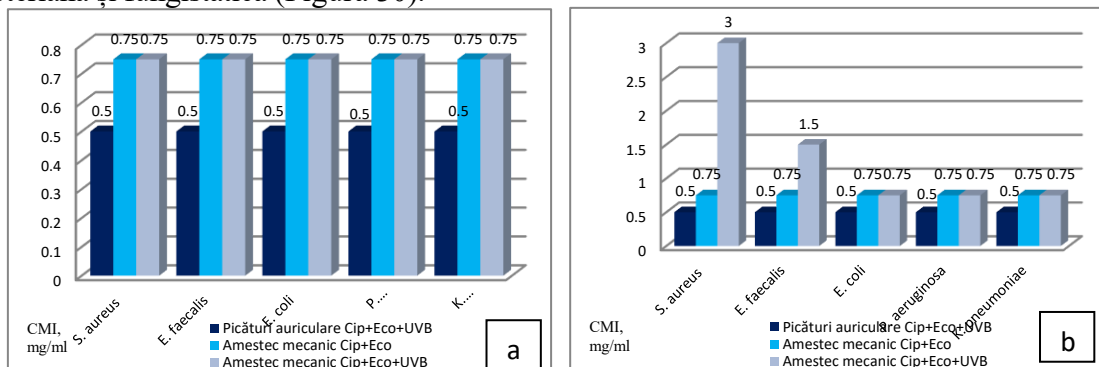 (Figura 30).
0.8
0.7
0.6
0.5
0.4
0.3
0.2
0.1
0
0.5 0.75 0.75
0.5 0.75 0.75
0.5 0.75 0.75
0.5 0.75 0.75
0.5 0.75 0.75
S. aureus
E. faecalis
E. coli
P....
K....
CMI,
mg/ml
Picături auriculare Cip+Eco+UVB
Amestec mecanic Cip+Eco
Amestec mecanic Cip+Eco+UVB
a
3
2.5
2
1.5
1
0.5
0
0.5 0.75 3
0.5 0.75 1.5
0.5 0.75 0.75
0.5 0.75 0.75
0.5 0.75 0.75
S. aureus
E. faecalis
E. coli
aeruginosa
K. pneumoniae
CMI,
mg/ml
Picături auriculare Cip+Eco+UVB
Amestec mecanic Cip+Eco
Amestec mecanic Cip+Eco+UVB
b